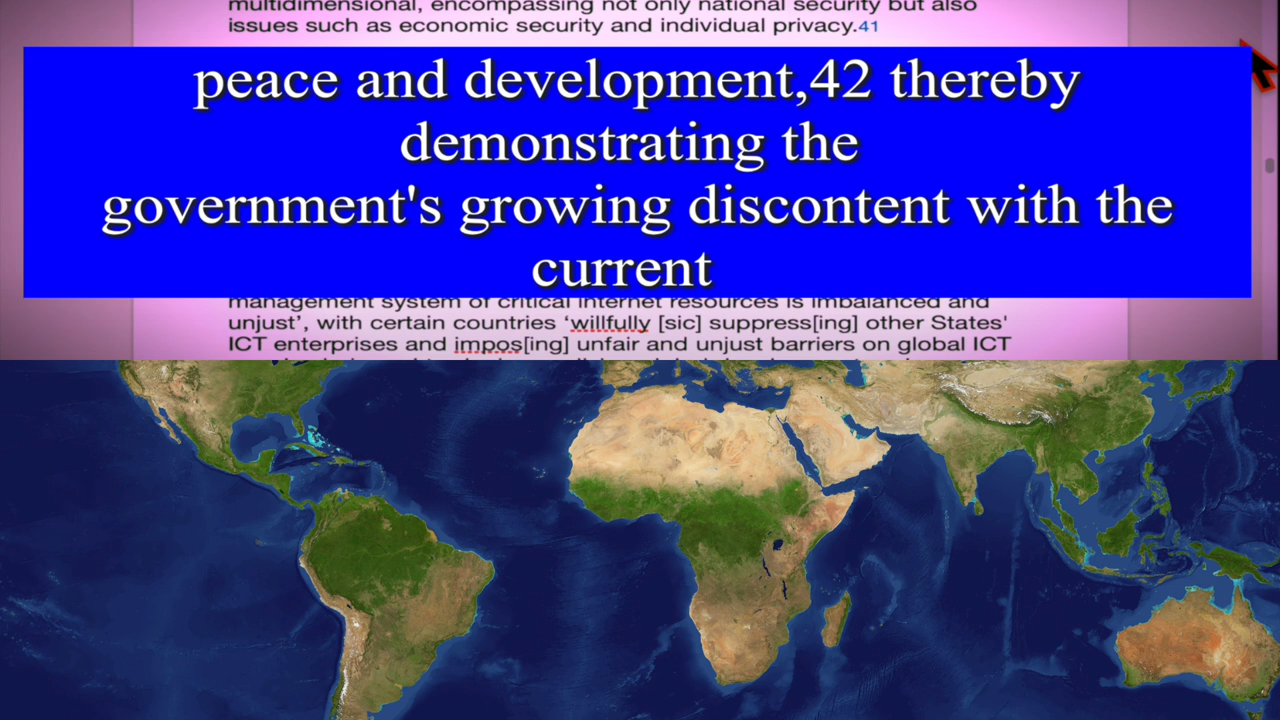 multidimensional, encompassing not only national security but also
issues such as economic security and individual privacy.41
peace and development,42 thereby
demonstrating the
government's growing discontent with the
current
management system of critical internet resources is imbalanced and
unjust’, with certain countries ‘willfully [sic] suppress[ing] other States'
ICT enterprises and impos[ing] unfair and unjust barriers on global ICT